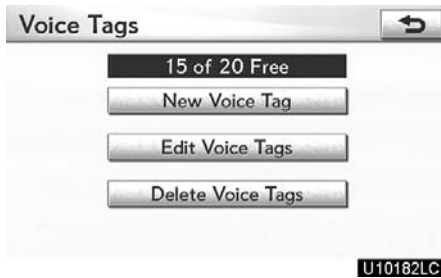 Voice Tags
15 of 20 Free
New Voice Tag
Edit Voice Tags
Delete Voice Tags
U10182LC